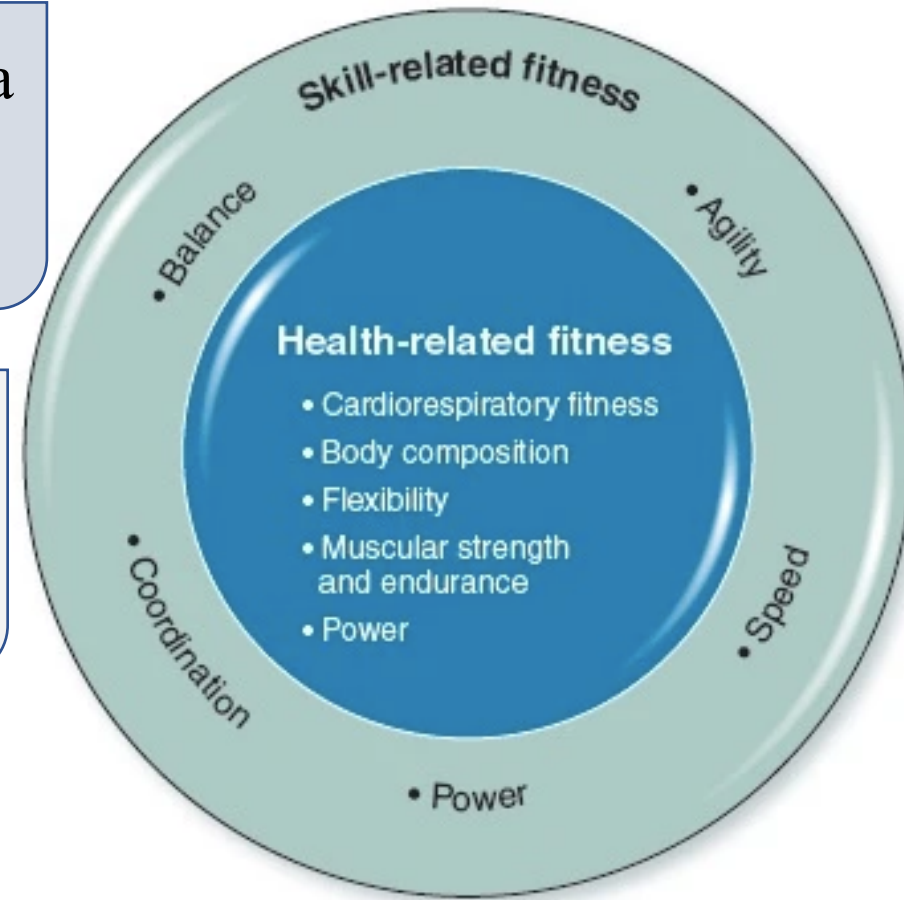 a
Skill-related fitness
• Balance
• Agility
Health-related fitness
• Cardiorespiratory fitness
• Body composition
• Flexibility
• Muscular strength
and endurance
• Power
• Coordination
• Speed
• Power